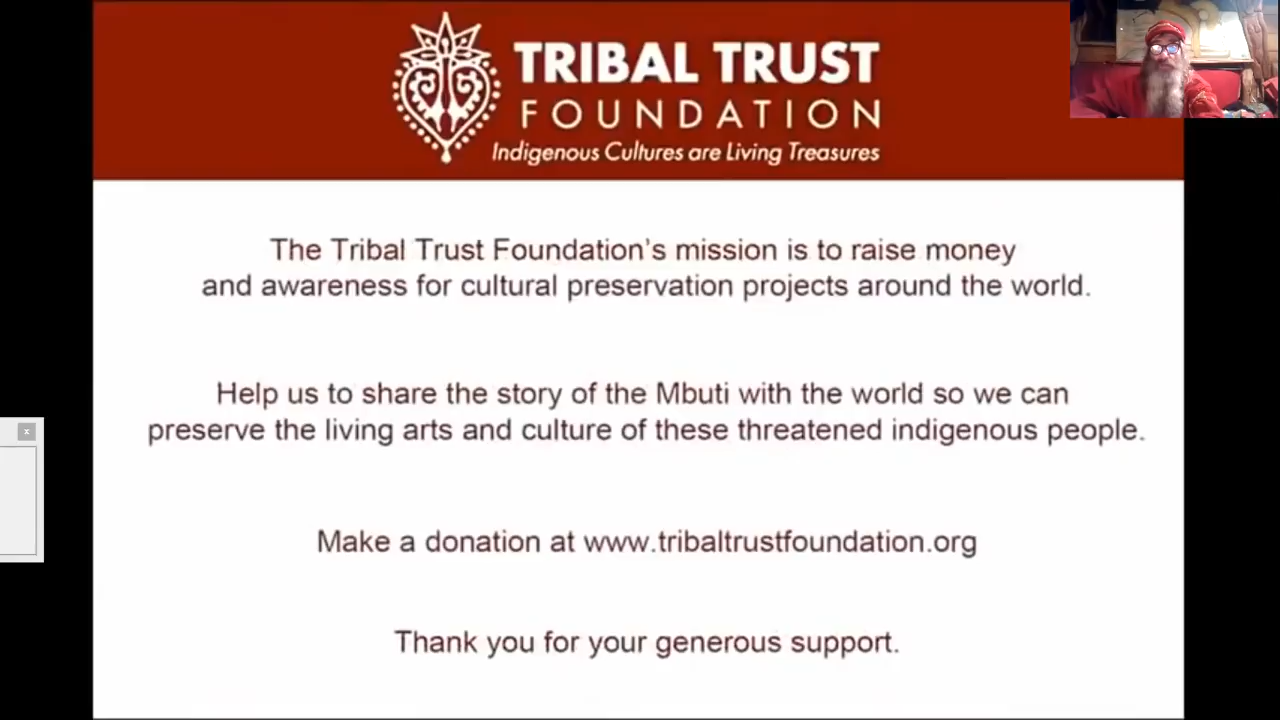 TRIBAL TRUST
FOUNDATION
Indigenous Cultures are Living Treasures
The Tribal Trust Foundation's mission is to raise money
and awareness for cultural preservation projects around the world.
Help us to share the story of the Mbuti with the world so we can
preserve the living arts and culture of these threatened indigenous people.
Make a donation at www.tribaltrustfoundation.org
Thank you for your generous support.
x